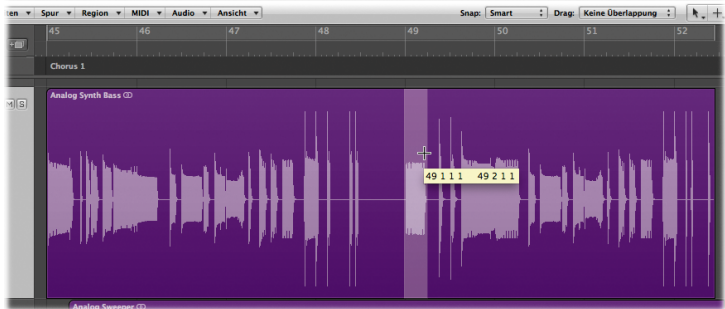 ten Spur Region MIDI Audio Ansicht Snap: Smart Drag: Keine Überlappung
45 46 47 48 49 50 51 52
Chorus 1
M S Analog Synth Bass
49 1 1 1 49 2 1 1
Analog Sweeper